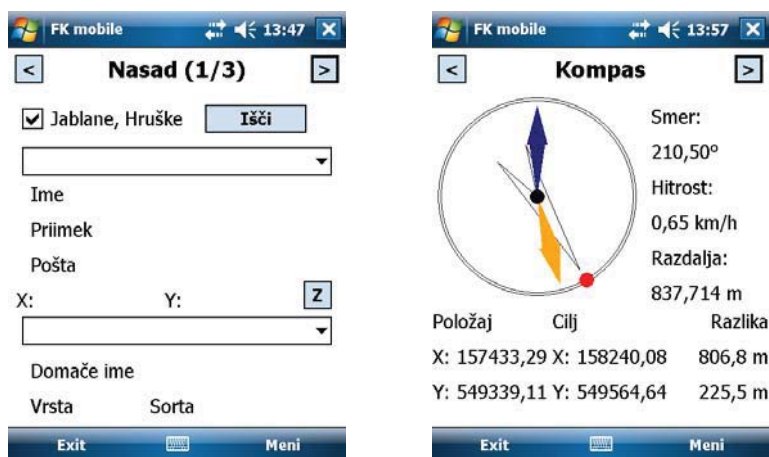 FK mobile 13:47
< Nasad (1/3) >
Jablane, Hruške Išči
Ime
Priimek
Pošta
X: Y: Z
Domače ime
Vrsta Sorta
Exit Meni
FK mobile 13:57
< Kompas >
Smer:
210,50°
Hitrost:
0,65 km/h
Razdalja:
837,714 m
Položaj Cilj Razlika
X: 157433,29 X: 158240,08 806,8 m
Y: 549339,11 Y: 549564,64 225,5 m
Exit Meni